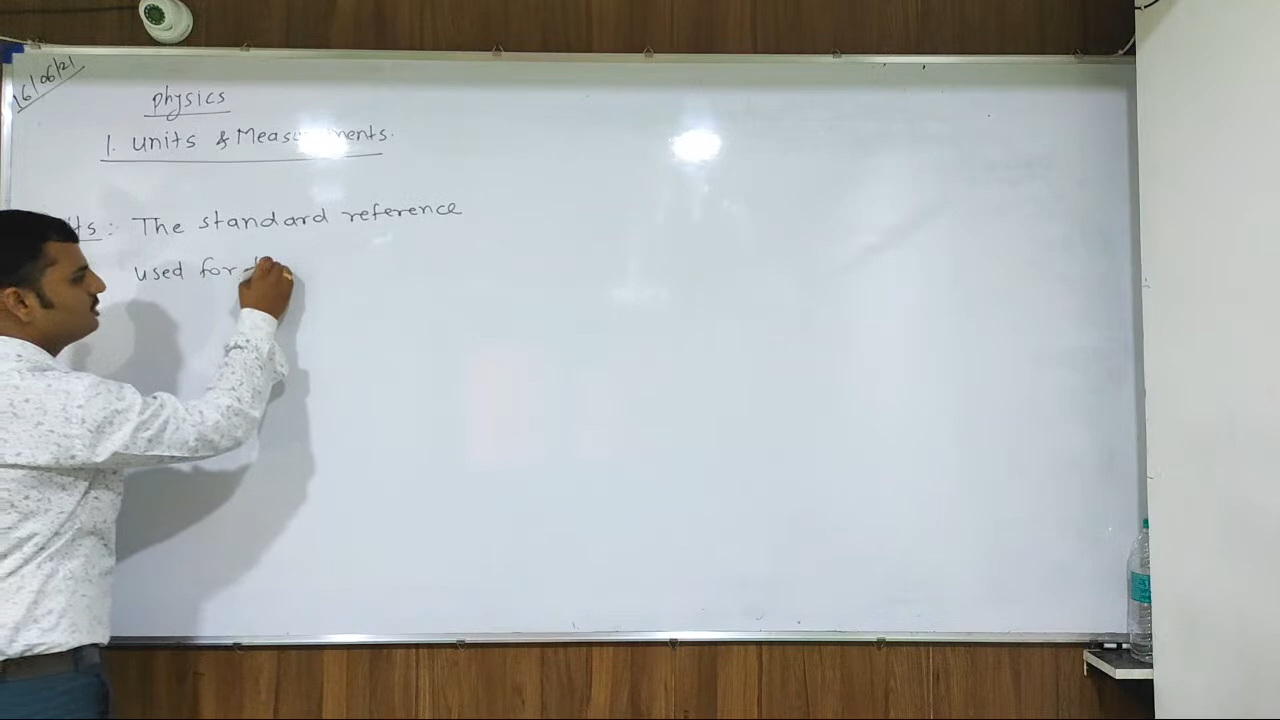 16/06/21
physics
1. units & Measurements.
: The standard reference
used for